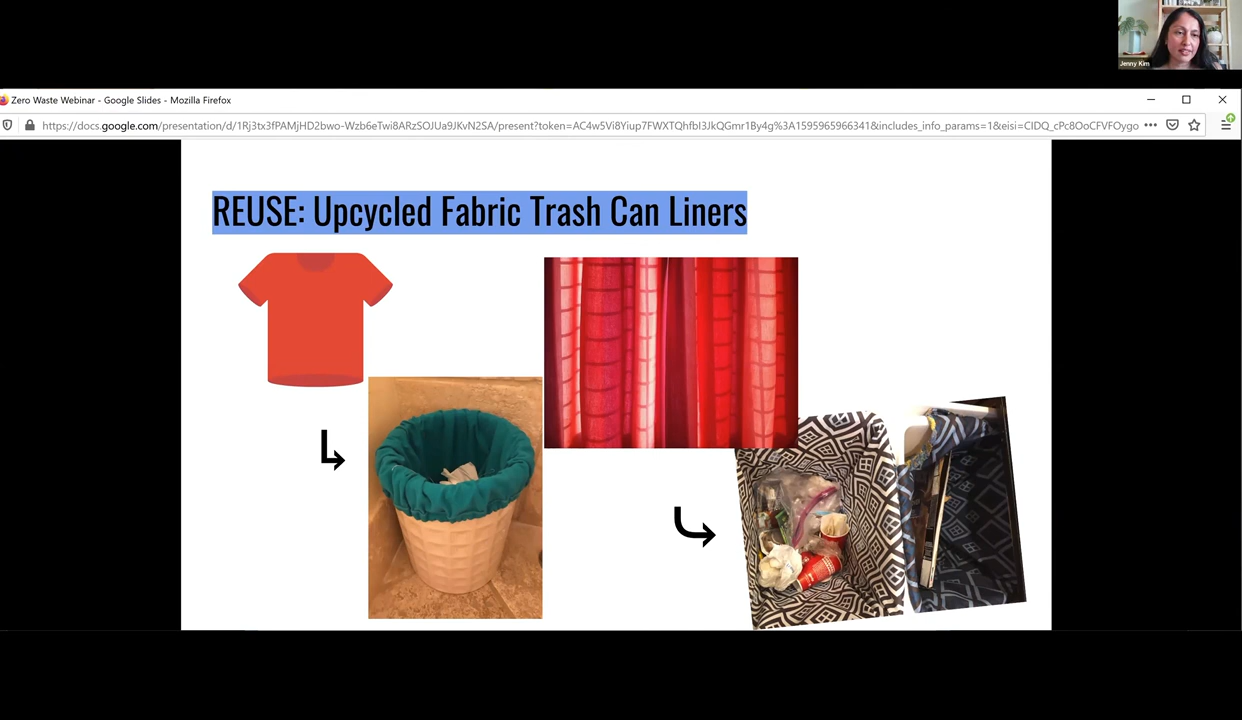 Jenny Kim
Zero Waste Webinar - Google Slides - Mozilla Firefox
https://docs.google.com/presentation/d/1Rj3tx3fPAMjHD2bwo-Wzb6eTwi8ARzSOJUa9JKvN2SA/present?token=AC4w5Vi8Yiup7FWXTQhfbI3JkQGmr1By4g%3A1595965966341&includes_info_params=1&eisi=CIDQ_cPc8OoCFVFOygo
REUSE: Upcycled Fabric Trash Can Liners